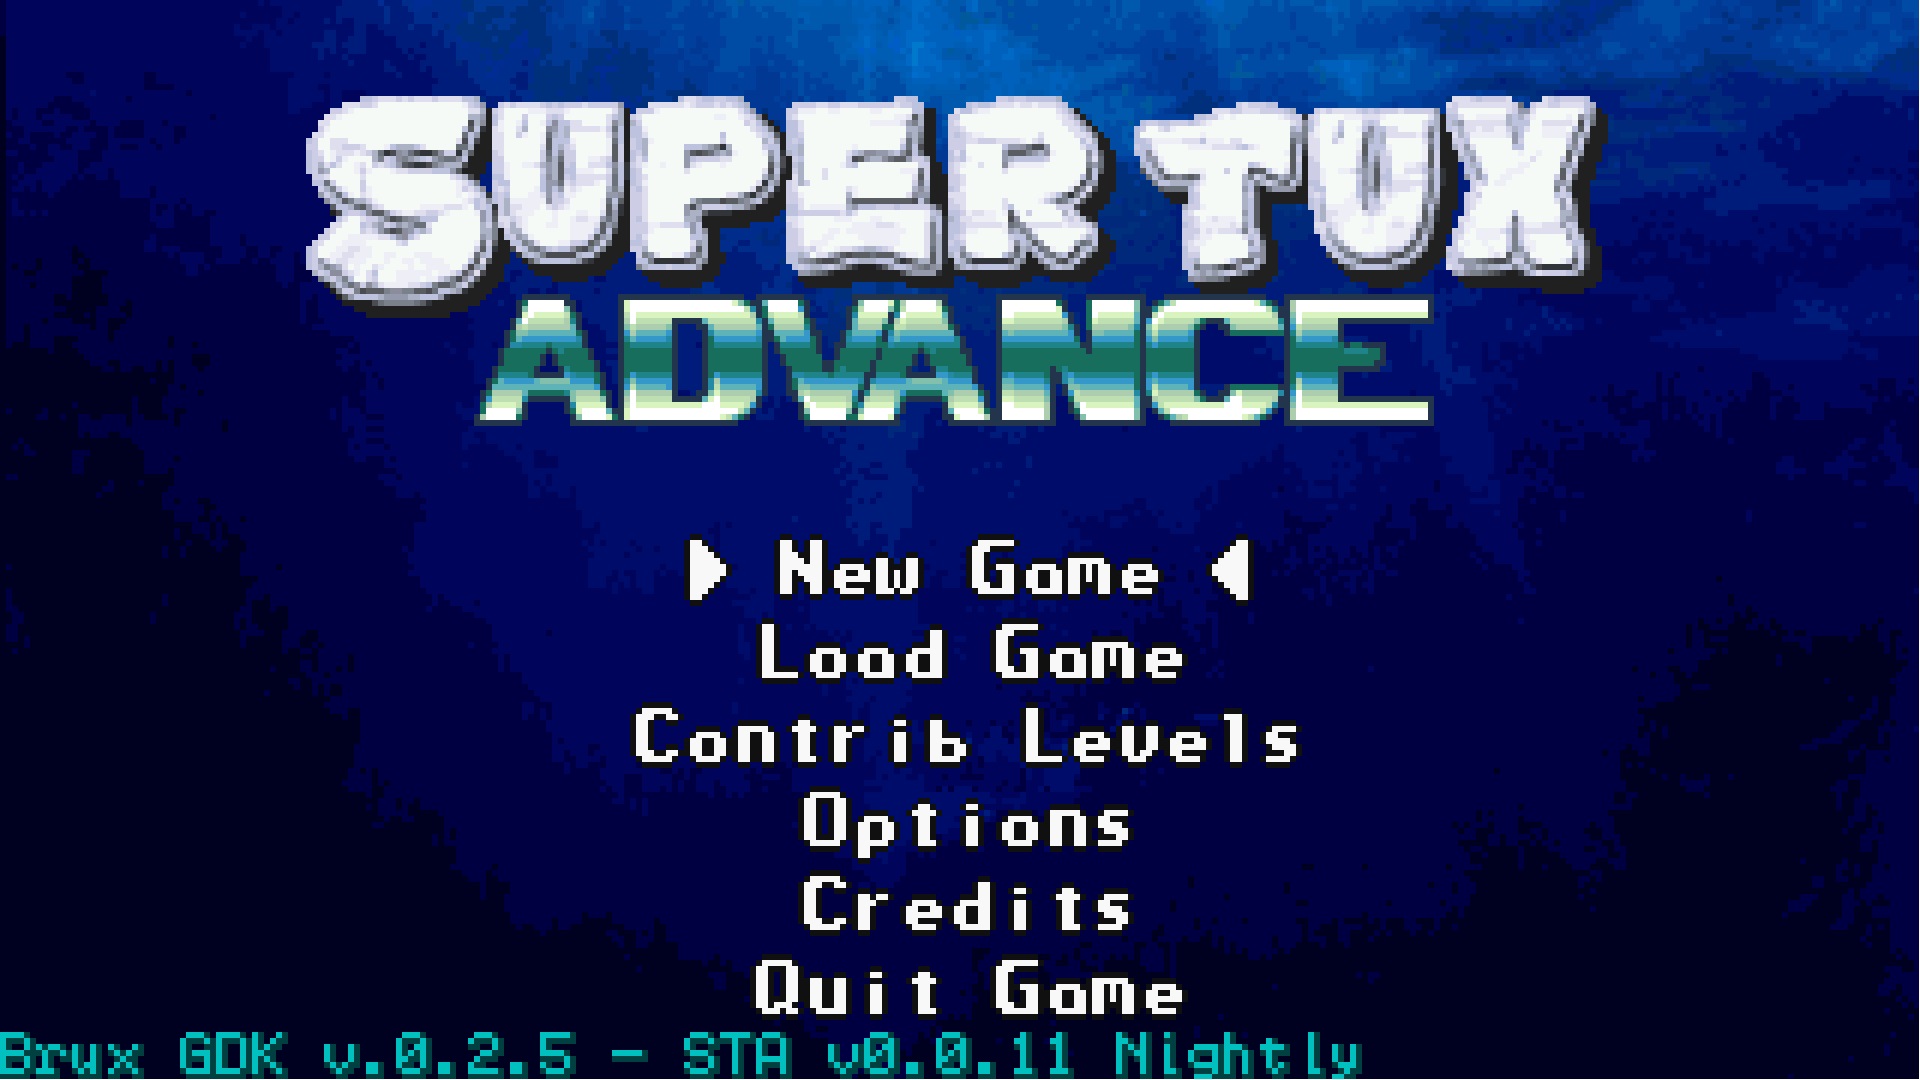 SUPER TUX
ADVANCE
New Game
Load Game
Contrib Levels
Options
Credits
Quit Game
Brux GDK v.0.2.5 - STA v0.0.11 Nightly